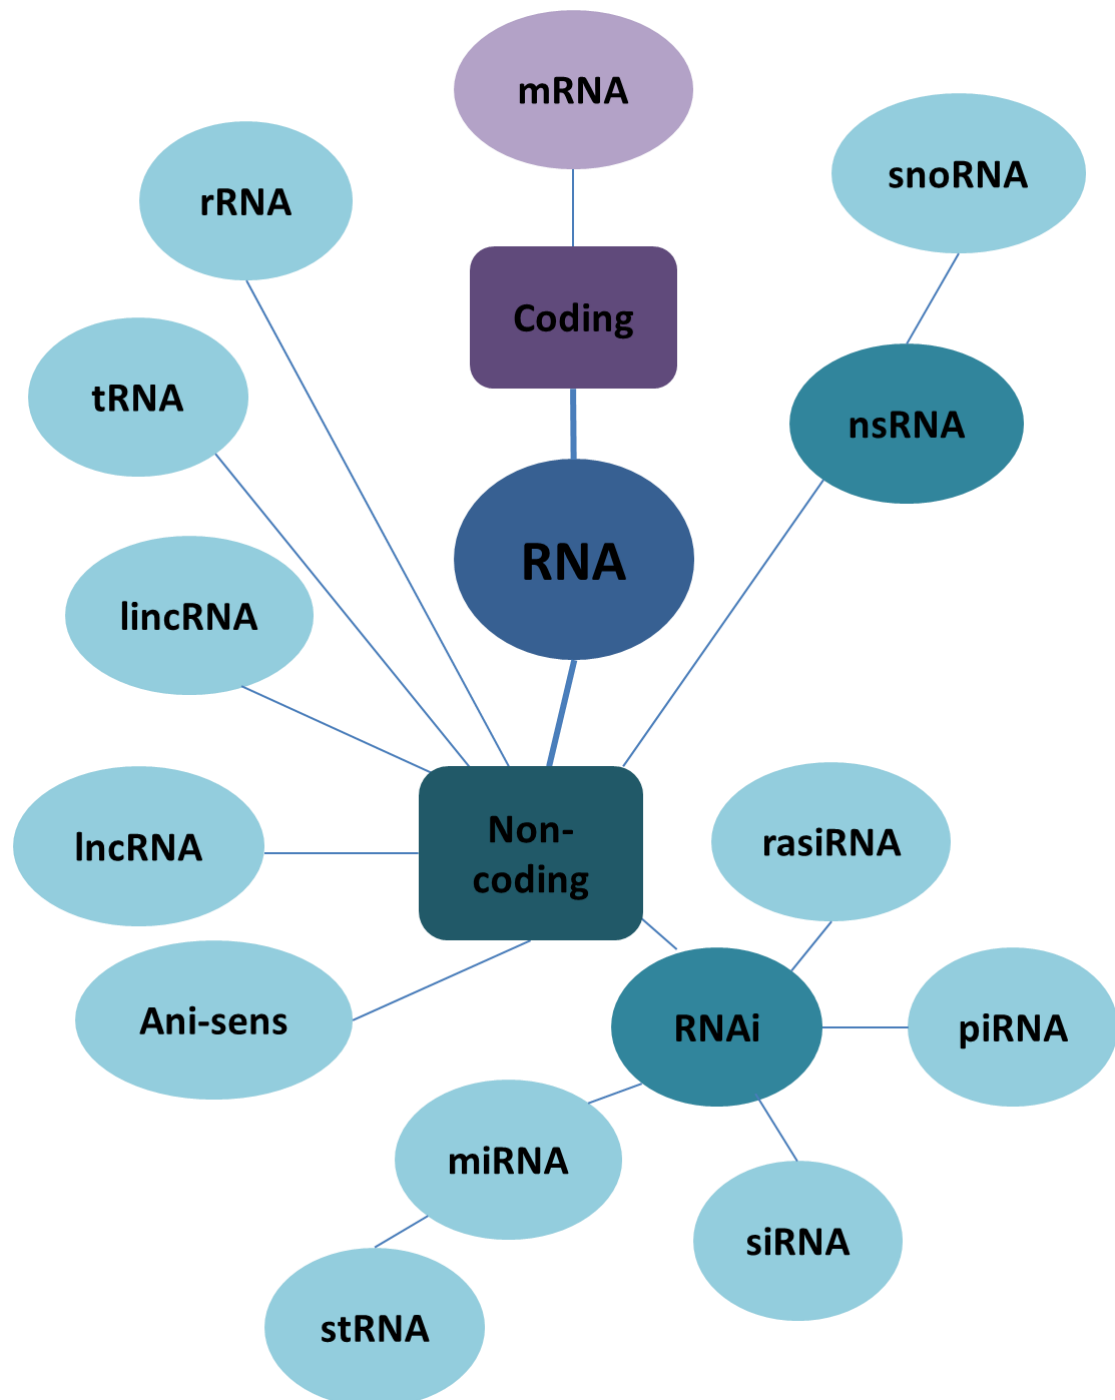 mRNA
snoRNA
rRNA
Coding
tRNA
nsRNA
RNA
lincRNA
Non-
coding
rasiRNA
lncRNA
Ani-sens
RNAi
piRNA
miRNA
siRNA
stRNA